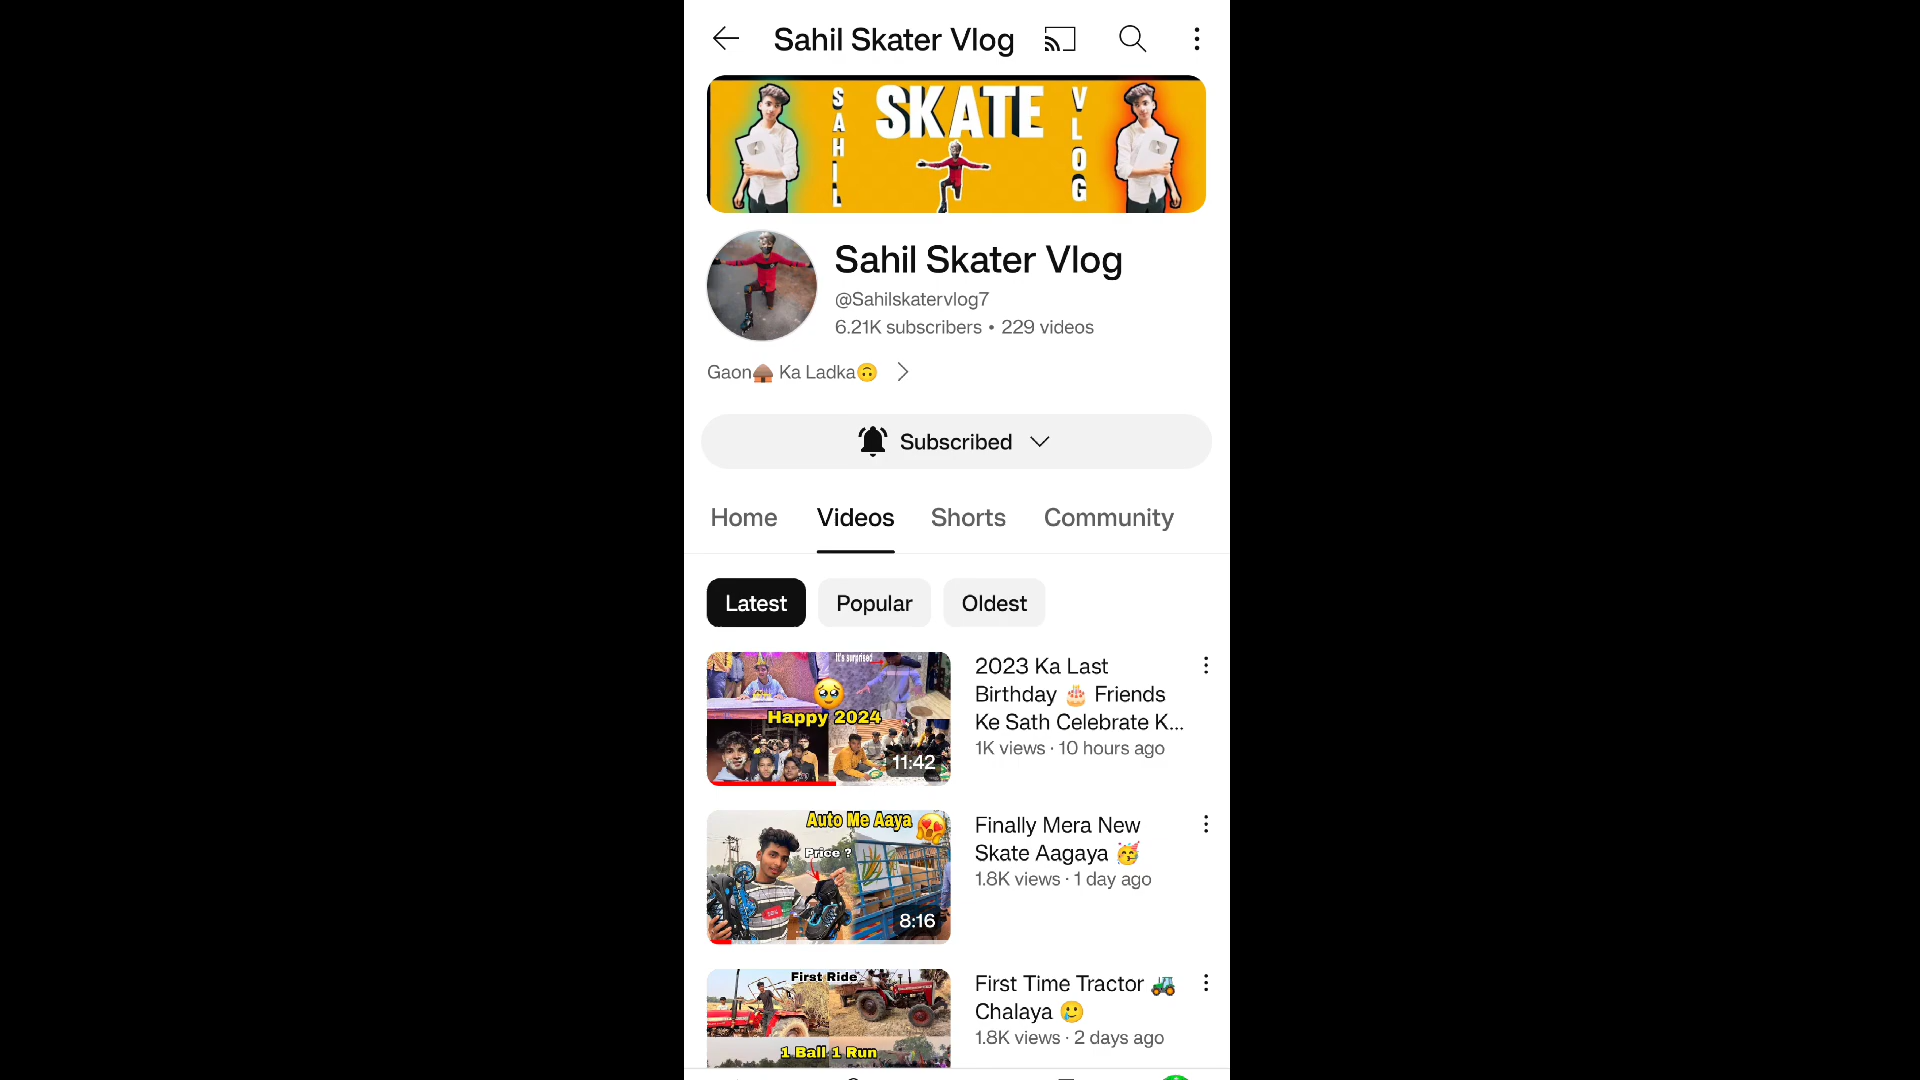 Sahil Skater Vlog
SAHIL
SKATE
VLOG
Sahil Skater Vlog
@Sahilskatervlog7
6.21K subscribers • 229 videos
Gaon🛖 Ka Ladka🙃
Subscribed
Home Videos Shorts Community
Latest Popular Oldest
It's surprised
Happy 2024
11:42
2023 Ka Last
Birthday 🎂 Friends
Ke Sath Celebrate K...
1K views · 10 hours ago
Auto Me Aaya
Price ?
8:16
Finally Mera New
Skate Aagaya 🥳
1.8K views · 1 day ago
First Ride
1 Ball 1 Run
First Time Tractor 🚜
Chalaya 🥲
1.8K views · 2 days ago